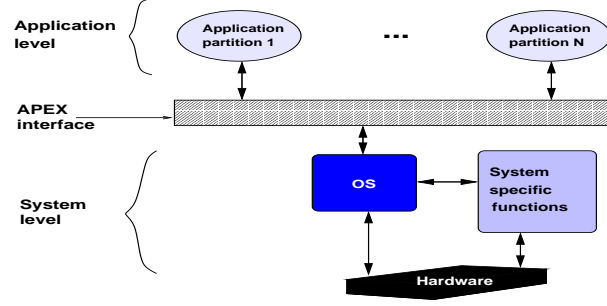 Application
level
Application
partition 1
...
Application
partition N
APEX
interface
System
level
OS
System
specific
functions
Hardware